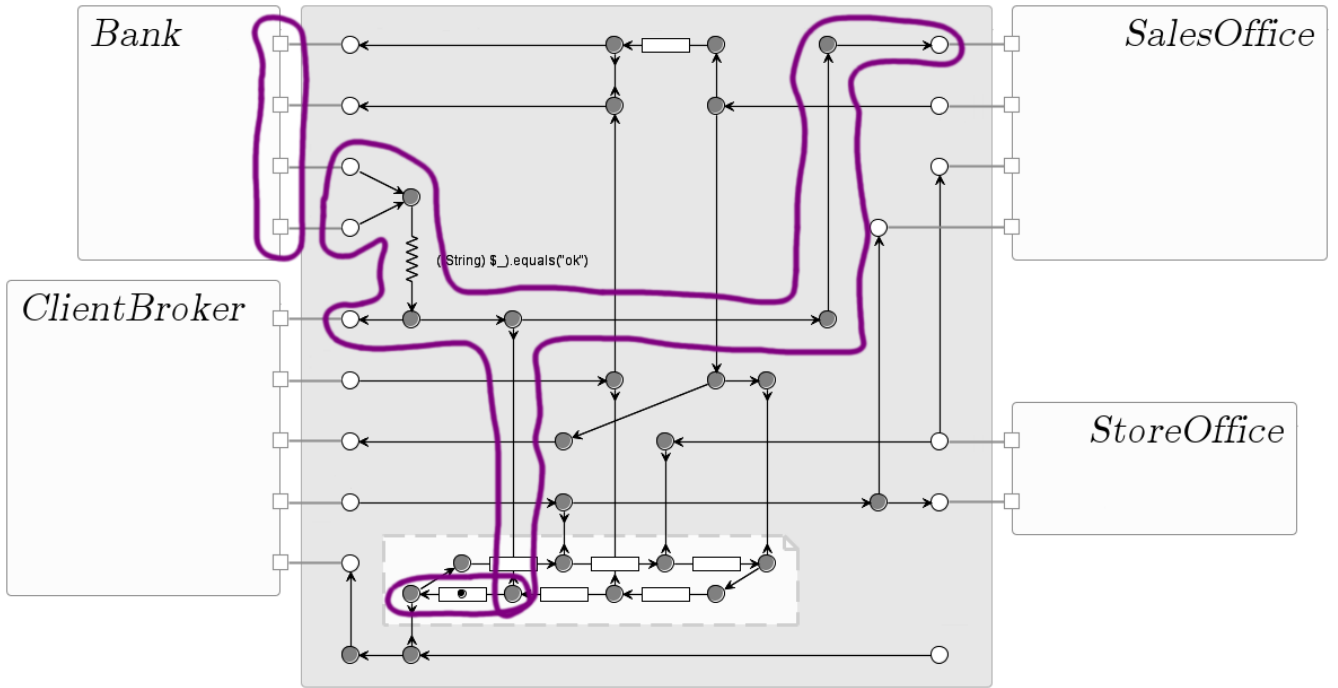 Bank
SalesOffice
((String) $_).equals("ok")
ClientBroker
StoreOffice